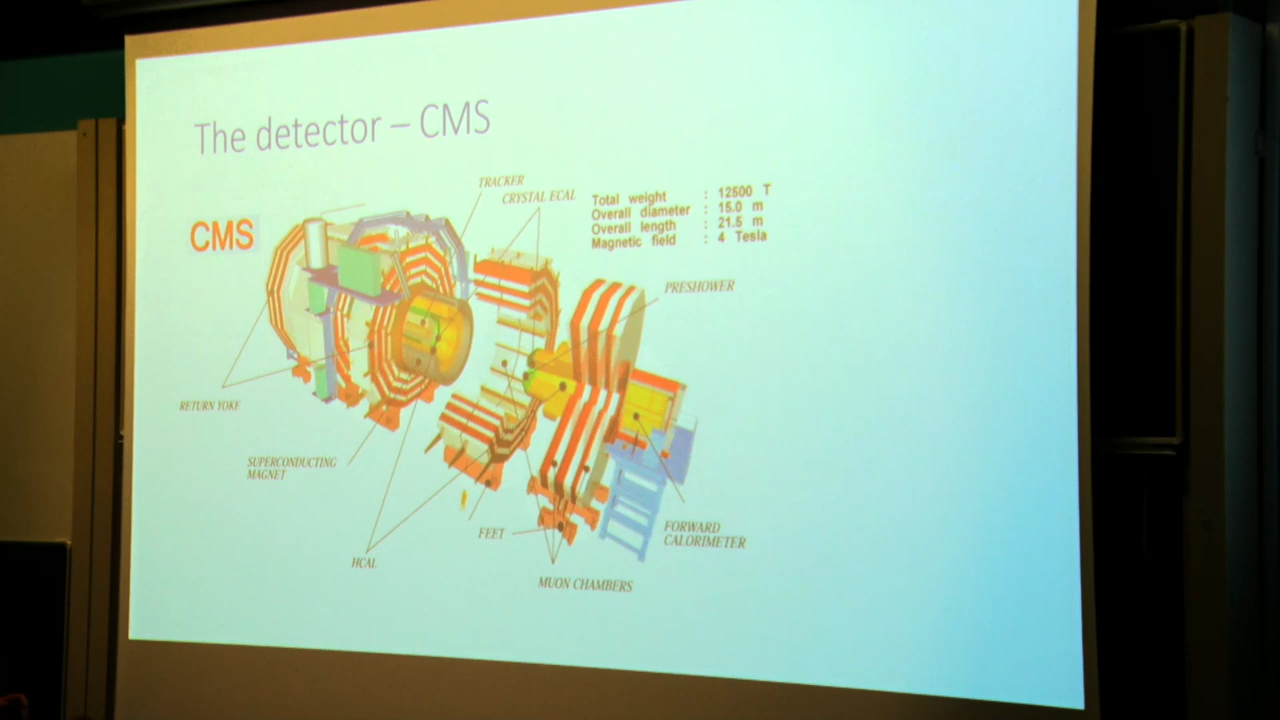 The detector – CMS
CMS
TRACKER
CRYSTAL ECAL
Total weight : 12500 T
Overall diameter : 15.0 m
Overall length : 21.5 m
Magnetic field : 4 Tesla
PRESHOWER
RETURN YOKE
SUPERCONDUCTING
MAGNET
FEET
FORWARD
CALORIMETER
HCAL
MUON CHAMBERS